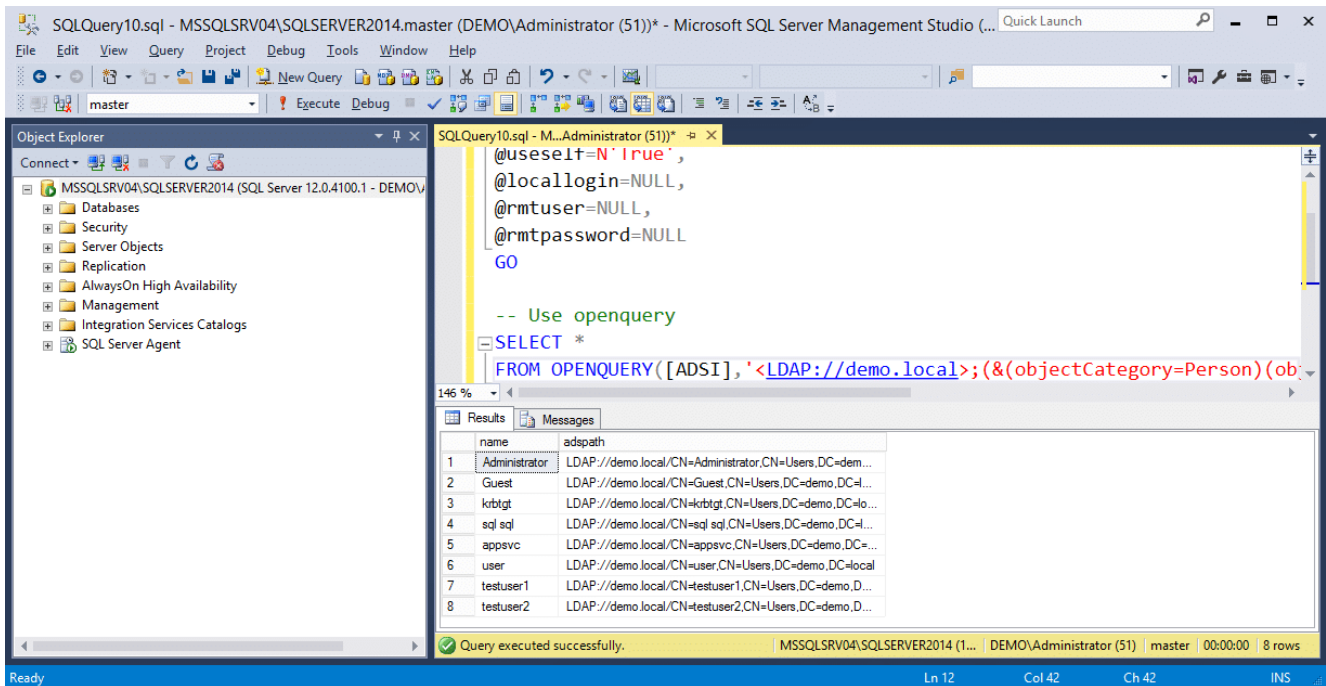 SQLQuery10.sql - MSSQLSRV04\SQLSERVER2014.master (DEMO\Administrator (51))* - Microsoft SQL Server Management Studio (...
Quick Launch
File Edit View Query Project Debug Tools Window Help
New Query
master
Execute Debug
Object Explorer
SQLQuery10.sql - M...Administrator (51))*
Connect
MSSQLSRV04\SQLSERVER2014 (SQL Server 12.0.4100.1 - DEMO\
Databases
Security
Server Objects
Replication
AlwaysOn High Availability
Management
Integration Services Catalogs
SQL Server Agent
@useself=N'True',
@locallogin=NULL,
@rmtuser=NULL,
@rmtpassword=NULL
GO
-- Use openquery
SELECT *
FROM OPENQUERY([ADSI],'<LDAP://demo.local>;(&(objectCategory=Person)(ob
146 %
Results Messages
name adspath
1 Administrator LDAP://demo.local/CN=Administrator,CN=Users,DC=dem...
2 Guest LDAP://demo.local/CN=Guest,CN=Users,DC=demo,DC=l...
3 krbtgt LDAP://demo.local/CN=krbtgt,CN=Users,DC=demo,DC=lo...
4 sql sql LDAP://demo.local/CN=sql sql,CN=Users,DC=demo,DC=l...
5 appsvc LDAP://demo.local/CN=appsvc,CN=Users,DC=demo,DC=...
6 user LDAP://demo.local/CN=user,CN=Users,DC=demo,DC=local
7 testuser1 LDAP://demo.local/CN=testuser1,CN=Users,DC=demo,D...
8 testuser2 LDAP://demo.local/CN=testuser2,CN=Users,DC=demo,D...
Query executed successfully. MSSQLSRV04\SQLSERVER2014 (1... DEMO\Administrator (51) master 00:00:00 8 rows
Ready Ln 12 Col 42 Ch 42 INS